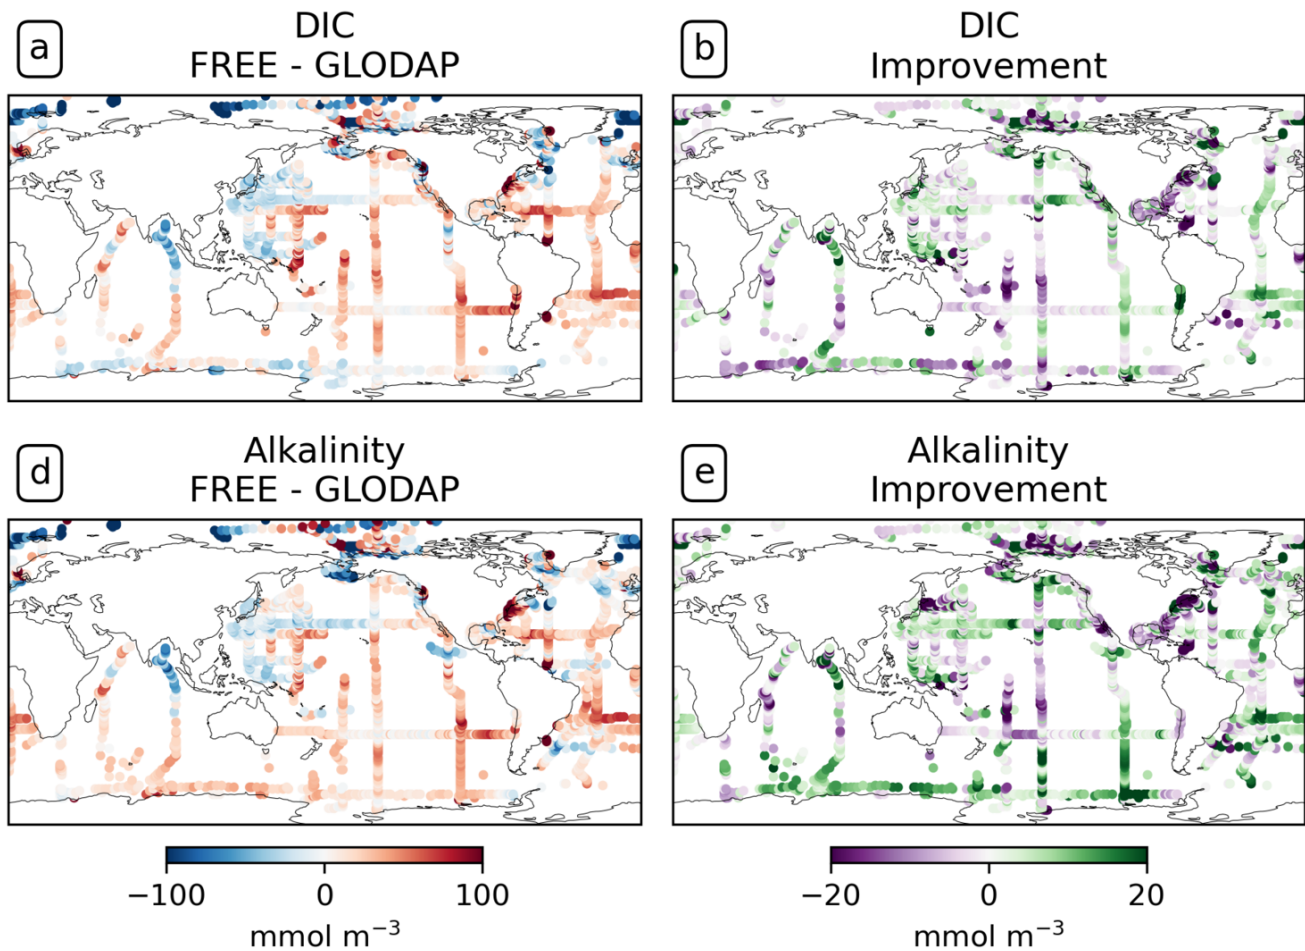 a
DIC
FREE - GLODAP
b
DIC
Improvement
d
Alkalinity
FREE - GLODAP
e
Alkalinity
Improvement
−100 0 100
mmol m⁻³
−20 0 20
mmol m⁻³